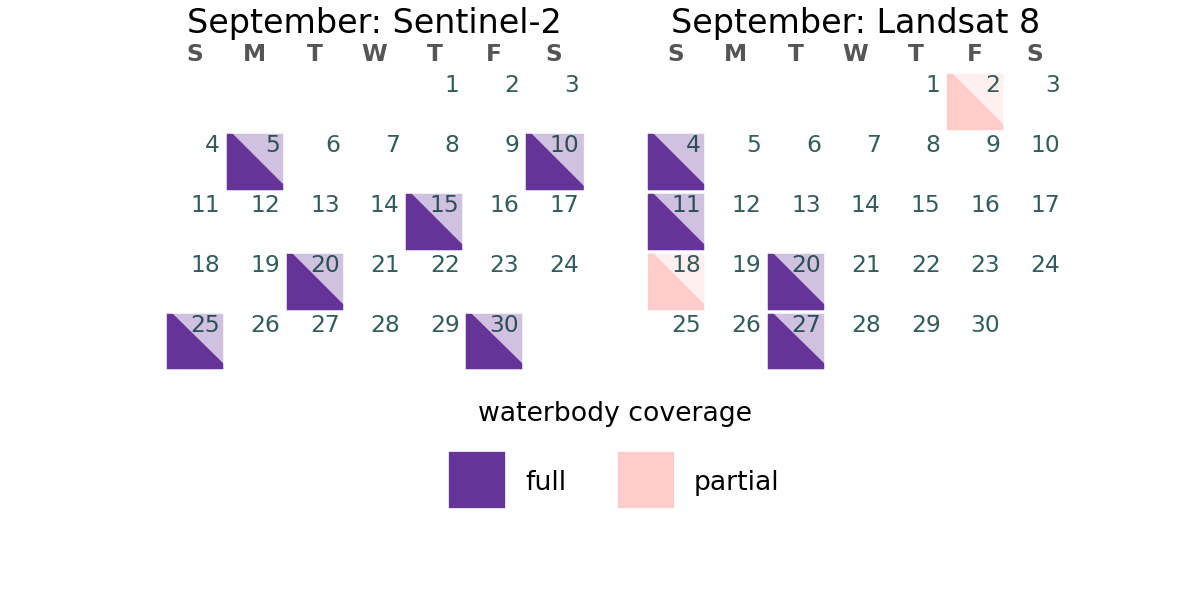 September: Sentinel-2
S M T W T F S
1 2 3
4 5 6 7 8 9 10
11 12 13 14 15 16 17
18 19 20 21 22 23 24
25 26 27 28 29 30
September: Landsat 8
S M T W T F S
1 2 3
4 5 6 7 8 9 10
11 12 13 14 15 16 17
18 19 20 21 22 23 24
25 26 27 28 29 30
waterbody coverage
full partial